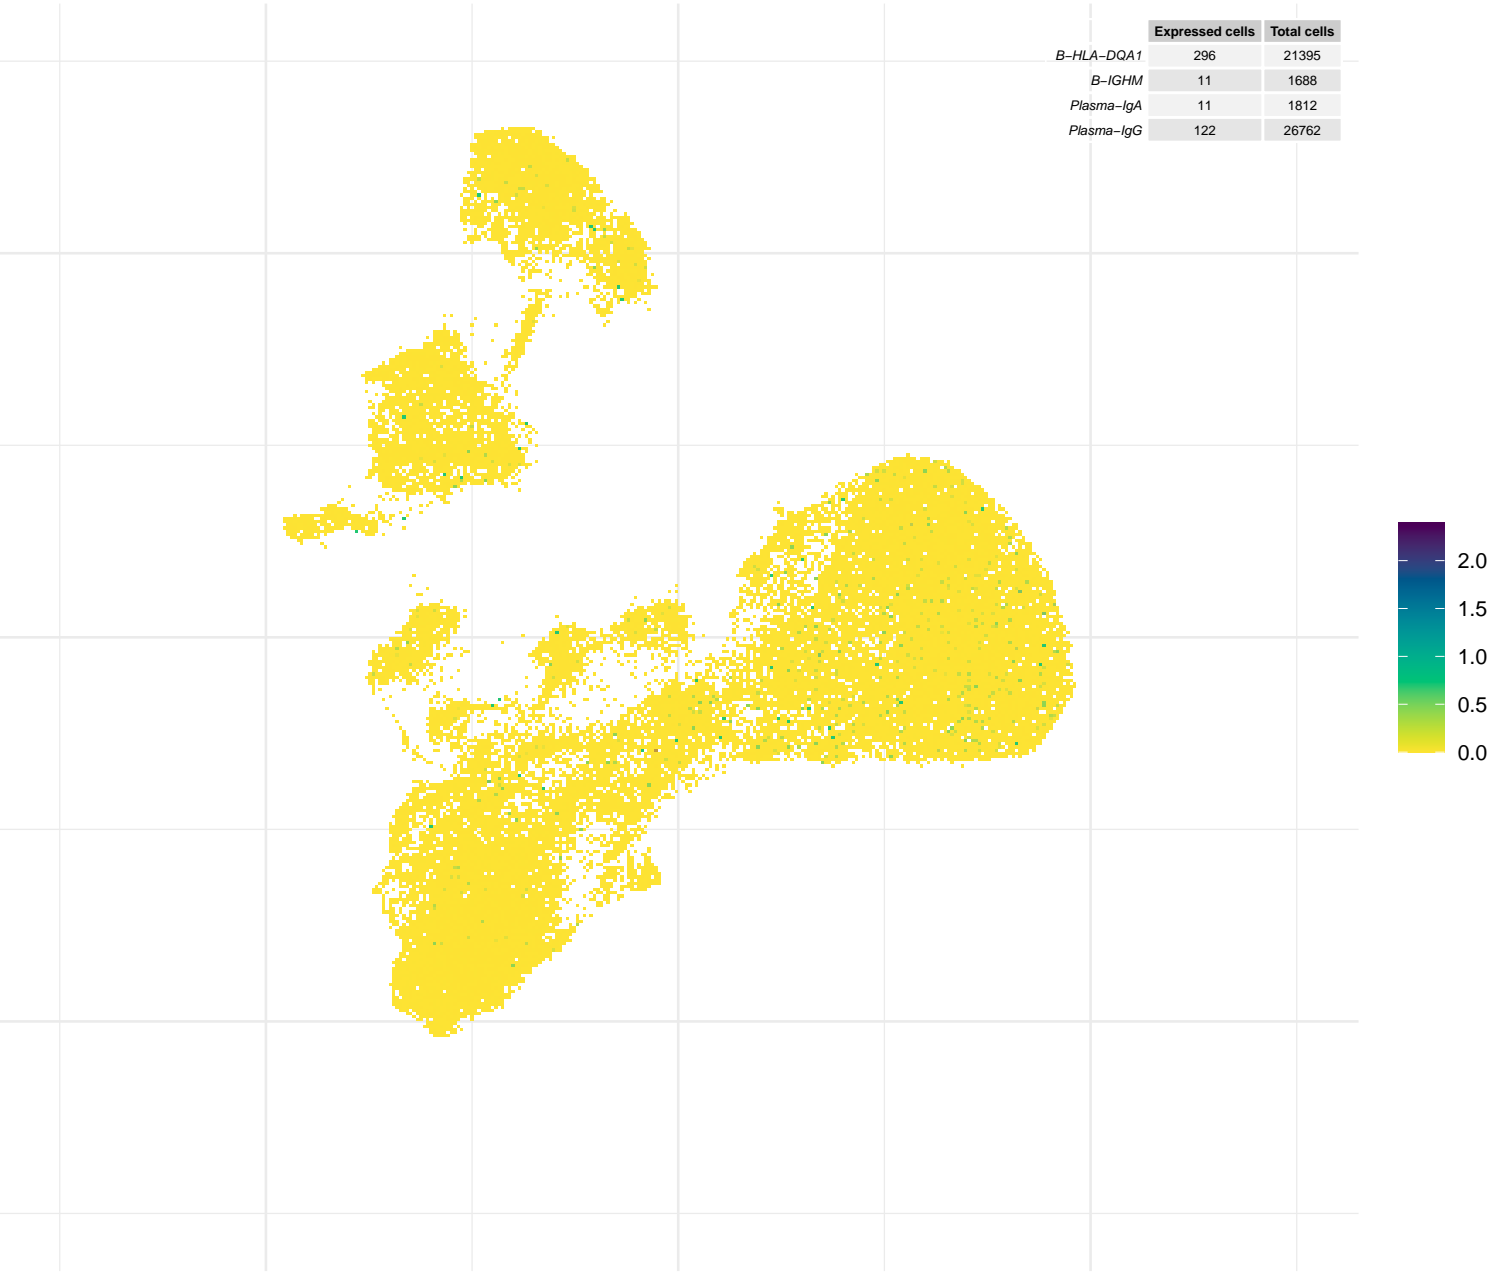 Expressed cells Total cells
B−HLA−DQA1 296 21395
B−IGHM 11 1688
Plasma−IgA 11 1812
Plasma−IgG 122 26762
2.0
1.5
1.0
0.5
0.0